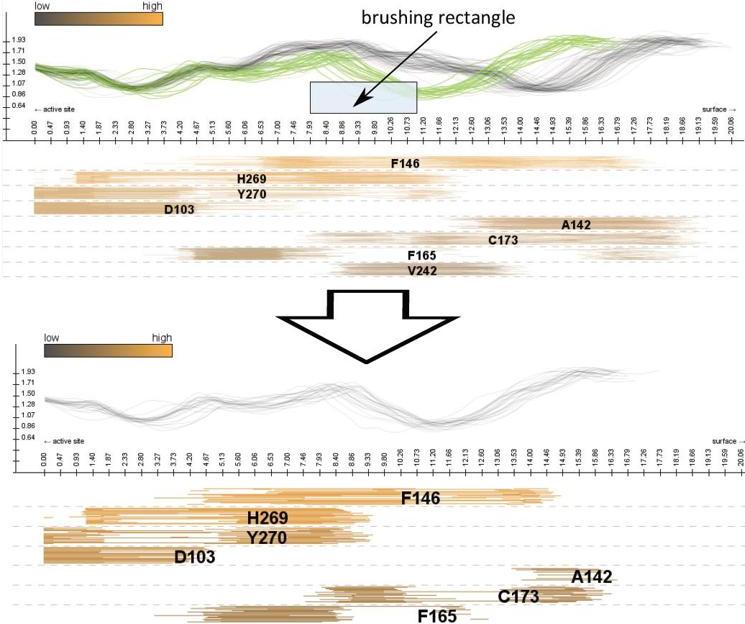 low high
brushing rectangle
1.93
1.71
1.50
1.28
1.07
0.86
0.64
← active site surface →
0.00 0.47 0.93 1.40 1.87 2.33 2.80 3.27 3.73 4.20 4.67 5.13 5.60 6.06 6.53 7.00 7.46 7.93 8.40 8.86 9.33 9.80 10.26 10.73 11.20 11.66 12.13 12.60 13.06 13.53 14.00 14.46 14.93 15.39 15.86 16.33 16.79 17.26 17.73 18.19 18.66 19.13 19.59 20.06
F146
H269
Y270
D103
A142
C173
F165
V242
low high
1.93
1.71
1.50
1.28
1.07
0.86
0.64
← active site surface →
0.00 0.47 0.93 1.40 1.87 2.33 2.80 3.27 3.73 4.20 4.67 5.13 5.60 6.06 6.53 7.00 7.46 7.93 8.40 8.86 9.33 9.80 10.26 10.73 11.20 11.66 12.13 12.60 13.06 13.53 14.00 14.46 14.93 15.39 15.86 16.33 16.79 17.26 17.73 18.19 18.66 19.13 19.59 20.06
F146
H269
Y270
D103
A142
C173
F165